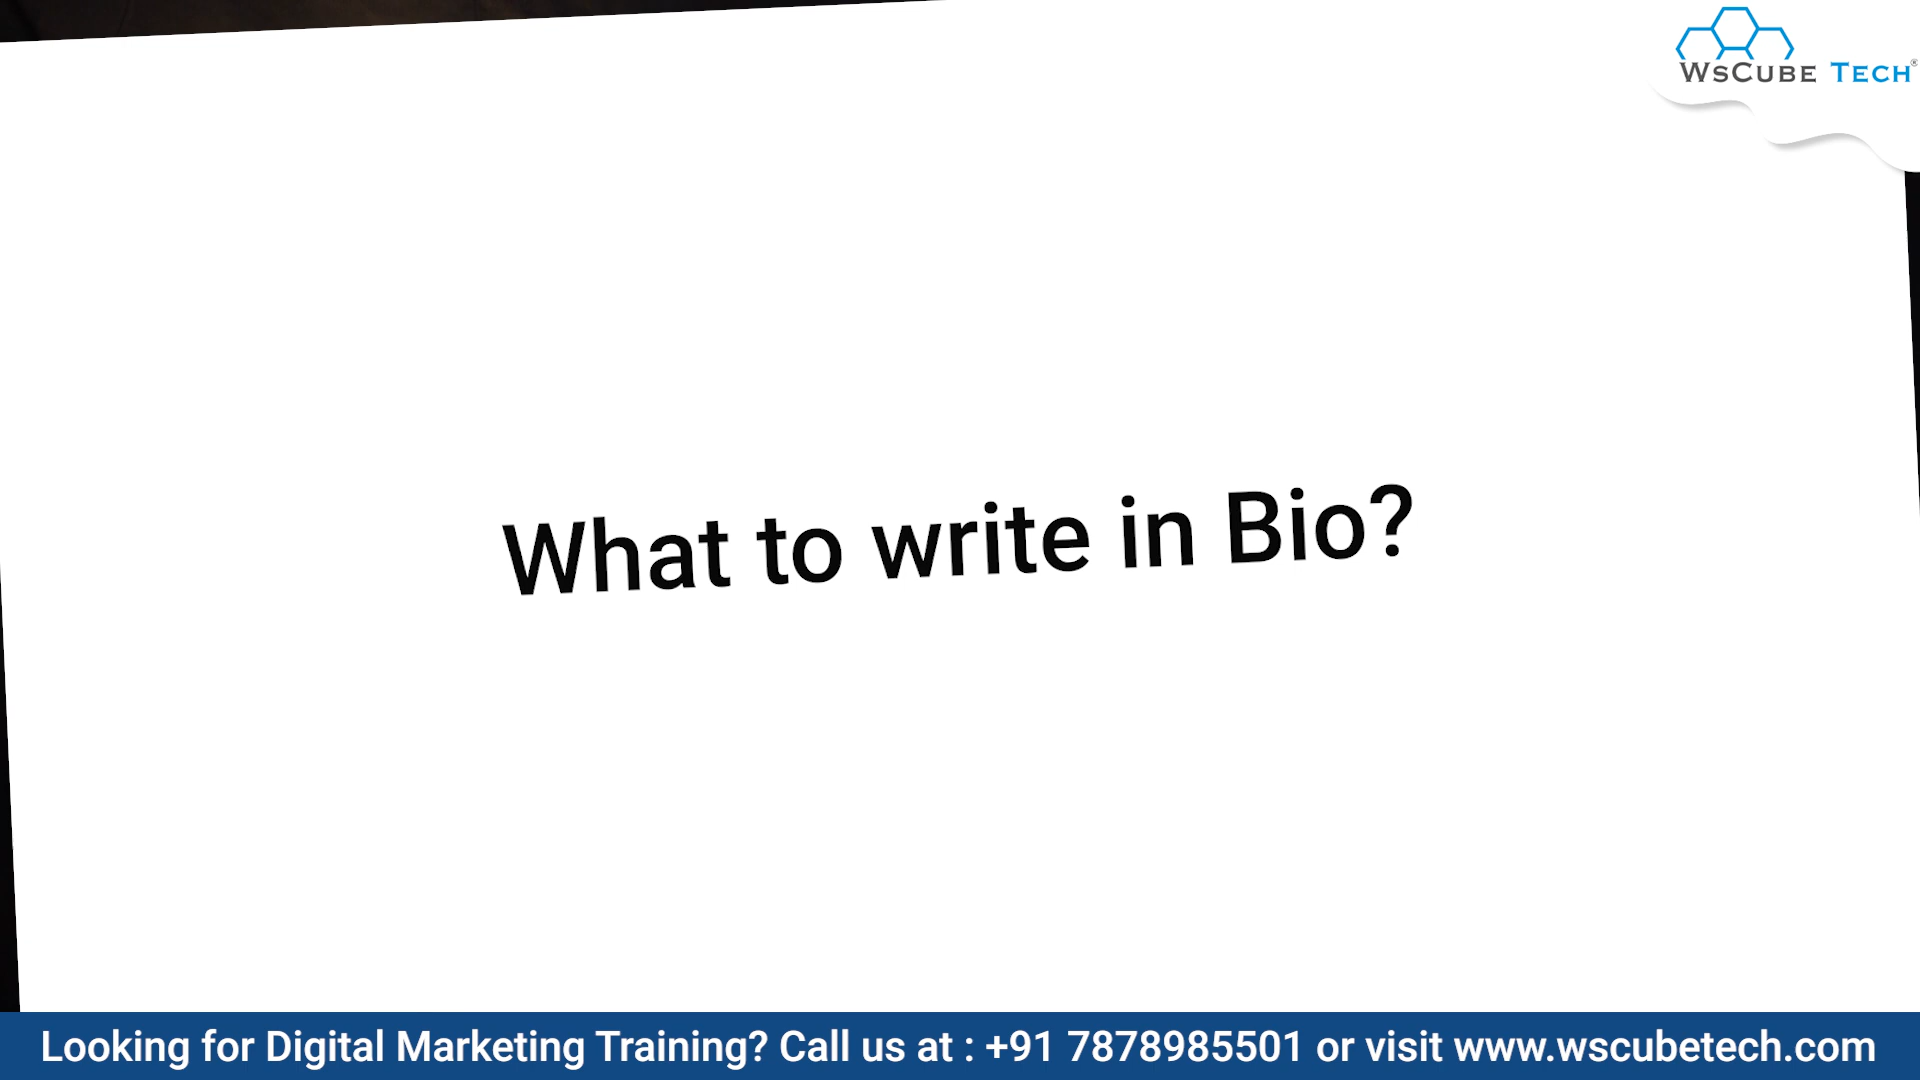 WsCube Tech®
What to write in Bio?
Looking for Digital Marketing Training? Call us at : +91 7878985501 or visit www.wscubetech.com